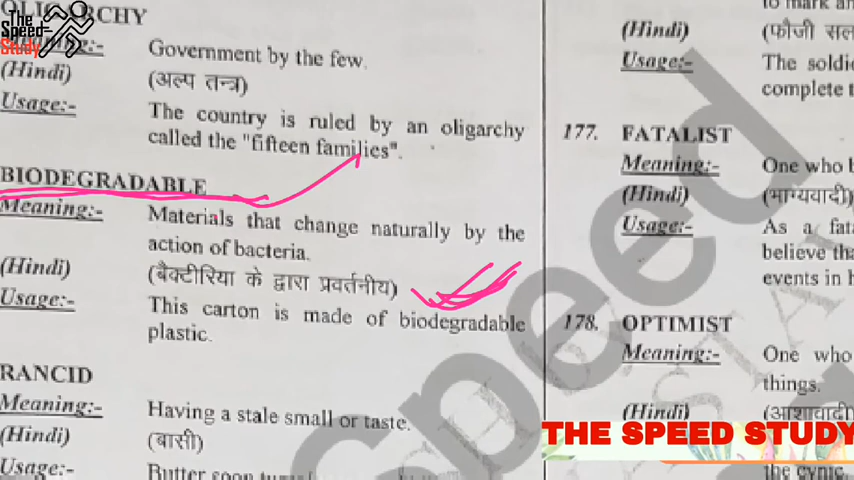 The
Speed
Study
OLIGARCHY
Meaning:- Government by the few.
(Hindi) (अल्प तन्त्र)
Usage:- The country is ruled by an oligarchy
called the "fifteen families".
BIODEGRADABLE
Meaning:- Materials that change naturally by the
action of bacteria.
(Hindi) (बैक्टीरिया के द्वारा प्रवर्तनीय)
Usage:- This carton is made of biodegradable
plastic.
RANCID
Meaning:- Having a stale small or taste.
(Hindi) (बासी)
Usage:- Butter soon
to mark
(Hindi) (फौजी
Usage:- The
complete
177. FATALIST
Meaning:- One who
(Hindi) (भाग्यवादी)
Usage:- As a
believe
events in
178. OPTIMIST
Meaning:- One who
things.
(Hindi) (आशावादी)
the cynic
Speed
THE SPEED STUDY